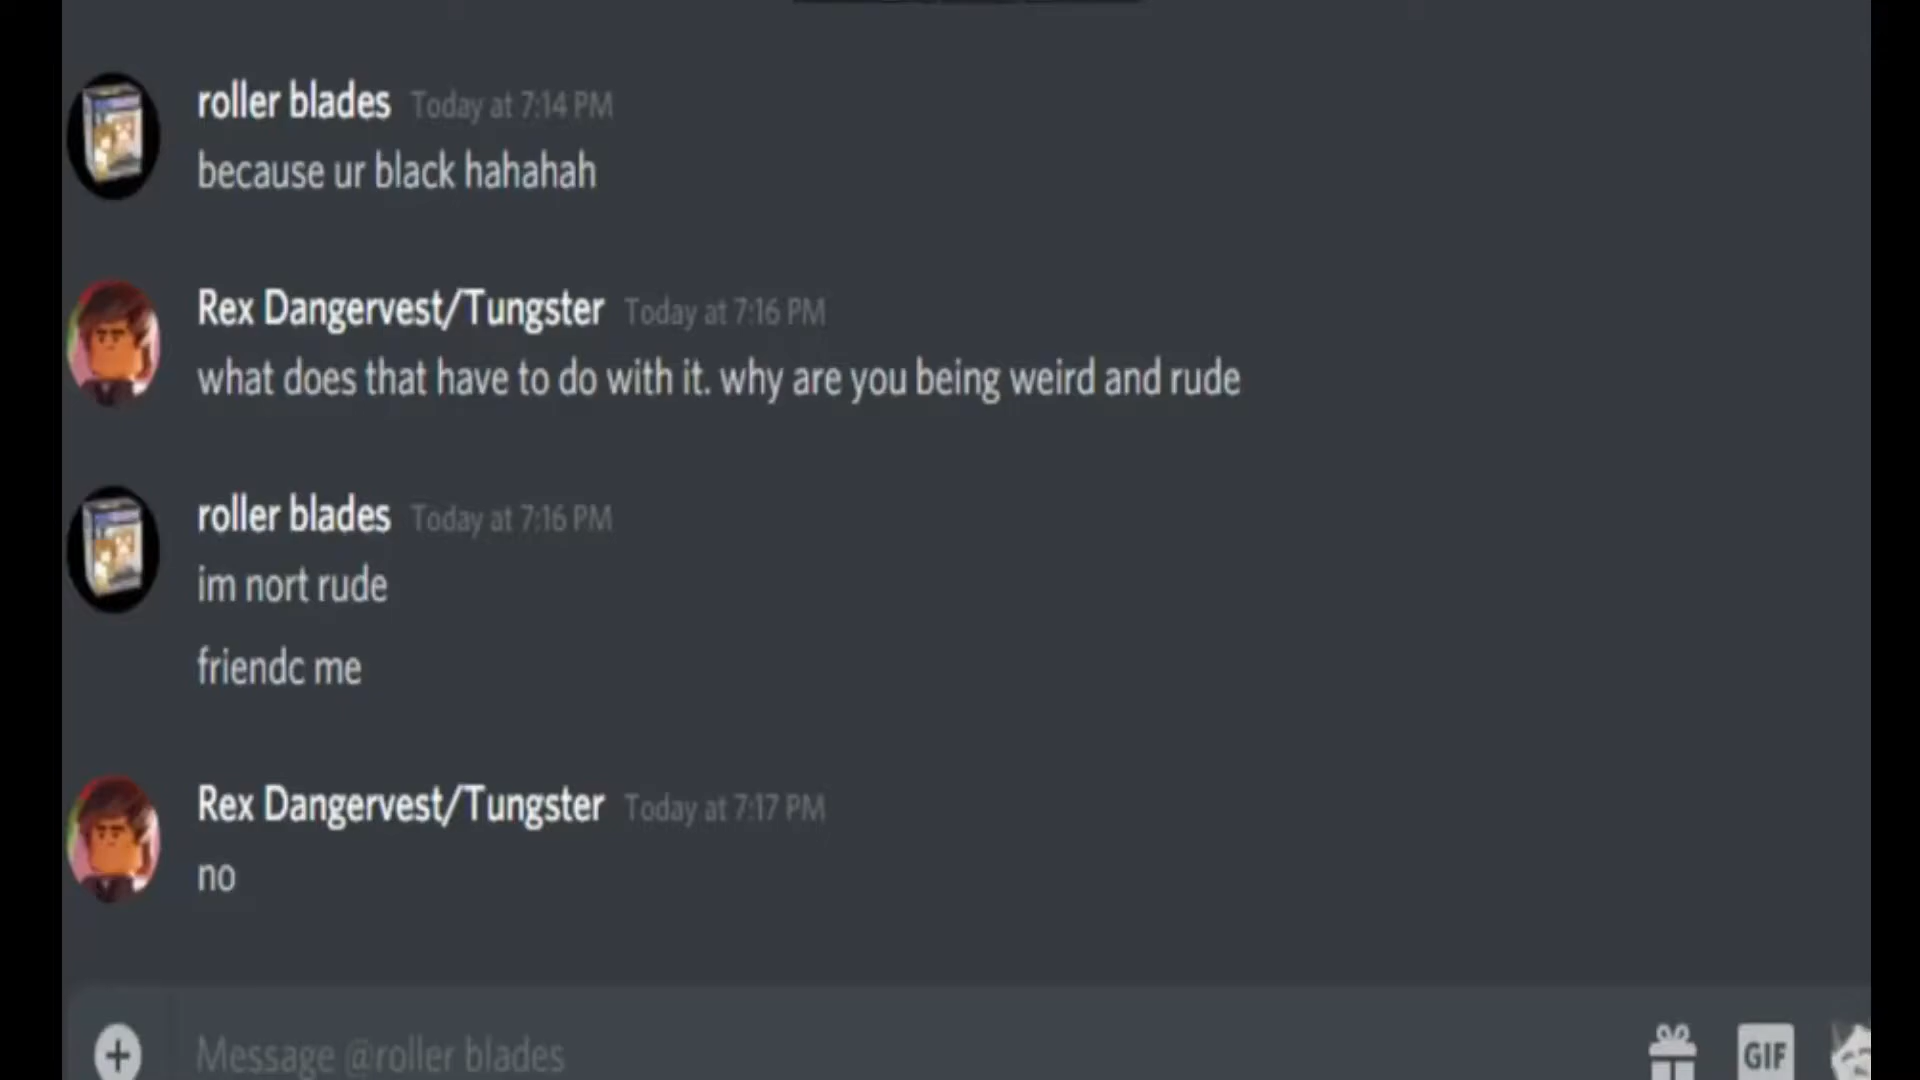 roller blades Today at 7:14 PM
because ur black hahahah
Rex Dangervest/Tungster Today at 7:16 PM
what does that have to do with it. why are you being weird and rude
roller blades Today at 7:16 PM
im nort rude
friendc me
Rex Dangervest/Tungster Today at 7:17 PM
no
Message @roller blades
GIF